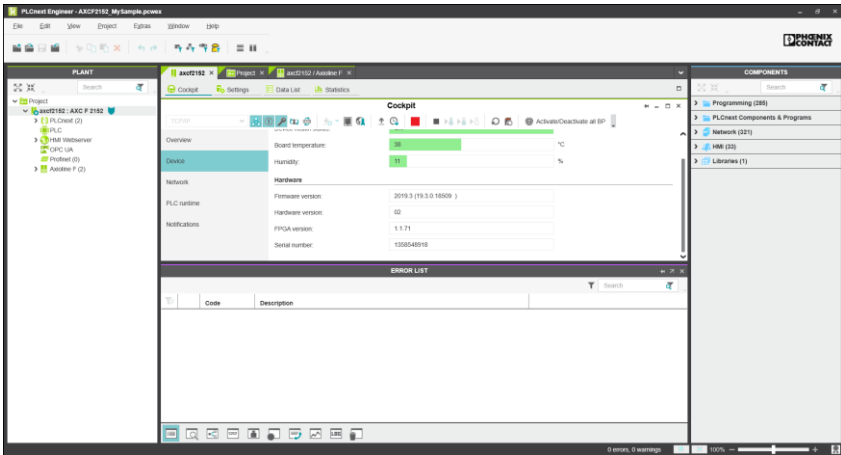 PLCnext Engineer - AXCF2152_MySample.pcwex
File Edit View Project Extras Window Help
PHŒNIX
CONTACT
PLANT
Search
Project
axcf2152 : AXC F 2152
PLCnext (2)
PLC
HMI Webserver
OPC UA
Profinet (0)
Axioline F (2)
axcf2152 Project axcf2152 / Axioline F
Cockpit Settings Data List Statistics
Cockpit
TCP/IP
Activate/Deactivate all BP
Overview
Device
Network
PLC runtime
Notifications
Board temperature: 38 °C
Humidity: 11 %
Hardware
Firmware version: 2019.3 (19.3.0.18609 )
Hardware version: 02
FPGA version: 1.1.71
Serial number: 1358548918
ERROR LIST
Search
Code Description
COMPONENTS
Search
Programming (285)
PLCnext Components & Programs
Network (321)
HMI (33)
Libraries (1)
0 errors, 0 warnings 100%